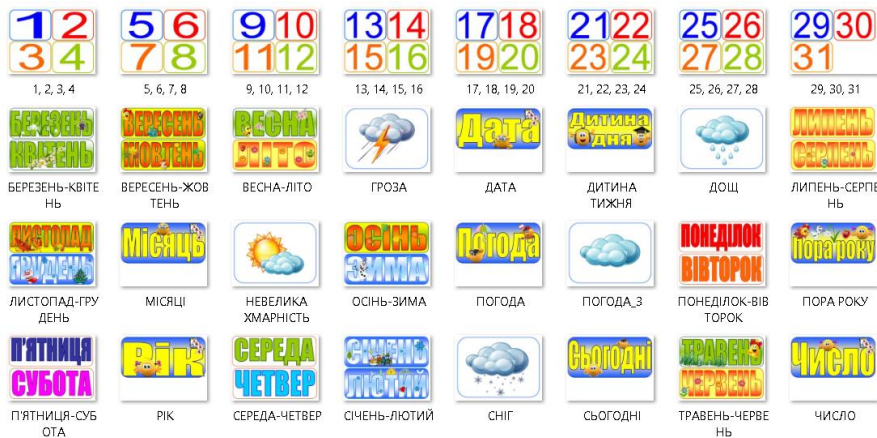 1 2 5 6 9 10 13 14 17 18 21 22 25 26 29 30
3 4 7 8 11 12 15 16 19 20 23 24 27 28 31
1, 2, 3, 4 5, 6, 7, 8 9, 10, 11, 12 13, 14, 15, 16 17, 18, 19, 20 21, 22, 23, 24 25, 26, 27, 28 29, 30, 31
БЕРЕЗЕНЬ ВЕРЕСЕНЬ ВЕСНА Дата Дитина ЛИПЕНЬ
КВІТЕНЬ ЖОВТЕНЬ ЛІТО дня СЕРПЕНЬ
БЕРЕЗЕНЬ-КВІТЕ ВЕРЕСЕНЬ-ЖОВ ВЕСНА-ЛІТО ГРОЗА ДАТА ДИТИНА ДОЩ ЛИПЕНЬ-СЕРПЕ
НЬ ТЕНЬ ТИЖНЯ НЬ
ЛИСТОПАД Місяць ОСІНЬ Погода ПОНЕДІЛОК Пора року
ГРУДЕНЬ ЗИМА ВІВТОРОК
ЛИСТОПАД-ГРУ МІСЯЦІ НЕВЕЛИКА ОСІНЬ-ЗИМА ПОГОДА ПОГОДА_3 ПОНЕДІЛОК-ВІВ ПОРА РОКУ
ДЕНЬ ХМАРНІСТЬ ТОРОК
П'ЯТНИЦЯ Рік СЕРЕДА СІЧЕНЬ Сьогодні ТРАВЕНЬ Число
СУБОТА ЧЕТВЕР ЛЮТИЙ ЧЕРВЕНЬ
П'ЯТНИЦЯ-СУБ РІК СЕРЕДА-ЧЕТВЕР СІЧЕНЬ-ЛЮТИЙ СНІГ СЬОГОДНІ ТРАВЕНЬ-ЧЕРВЕ ЧИСЛО
ОТА НЬ